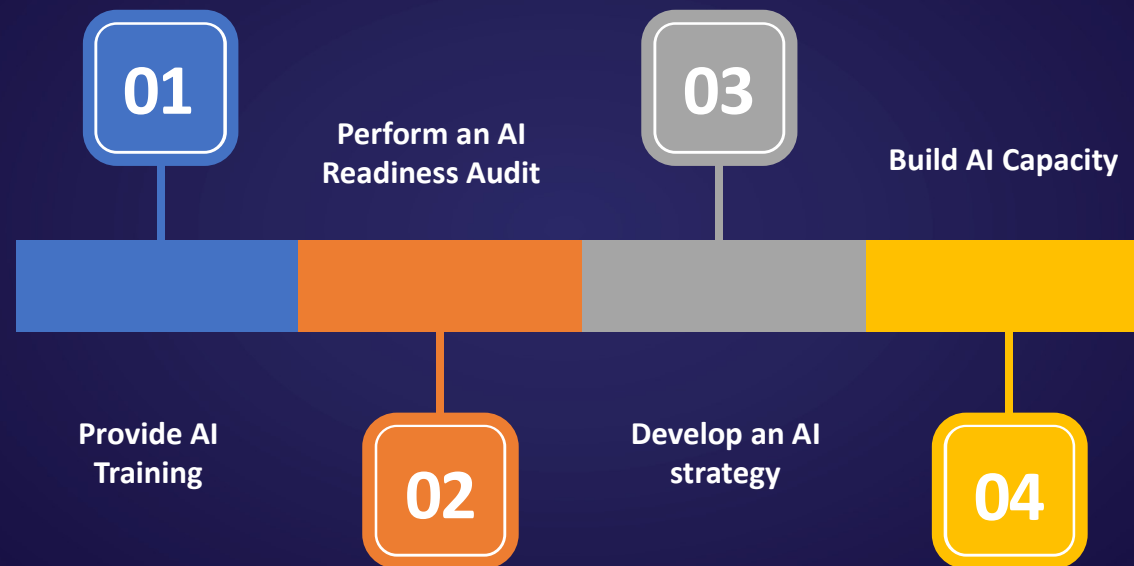 01
Provide AI
Training
02
Perform an AI
Readiness Audit
03
Develop an AI
strategy
04
Build AI Capacity